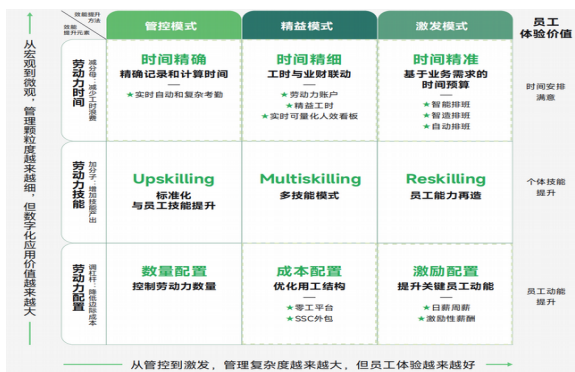 效能提升方法
效能提升元素
管控模式
精益模式
激发模式
员工体验价值
从宏观到微观，管理颗粒度越来越细，但数字化应用价值越来越大
劳动力时间
减分母：减少工时浪费
时间精确
精确记录和计算时间
★实时自动和复杂考勤
时间精细
工时与业财联动
★劳动力账户
★精益工时
★实时可量化人效看板
时间精准
基于业务需求的
时间预算
★智能排班
★智造排班
★自动排班
时间安排
满意
劳动力技能
加分子：增加技能产出
Upskilling
标准化
与员工技能提升
Multiskilling
多技能模式
Reskilling
员工能力再造
个体技能
提升
劳动力配置
调杠杆：降低边际成本
数量配置
控制劳动力数量
成本配置
优化用工结构
★零工平台
★SSC外包
激励配置
提升关键员工动能
★日薪周薪
★激励性薪酬
员工动能
提升
从管控到激发，管理复杂度越来越大，但员工体验越来越好